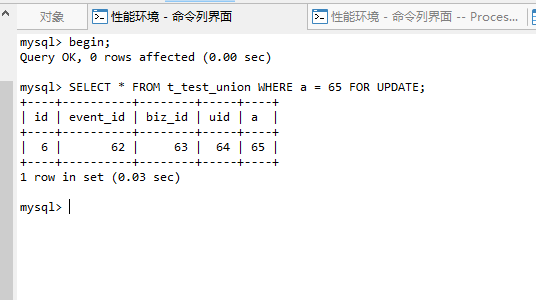 对象
性能环境 - 命令列界面
性能环境 - 命令列界面 -- Proces...
mysql> begin;
Query OK, 0 rows affected (0.00 sec)
mysql> SELECT * FROM t_test_union WHERE a = 65 FOR UPDATE;
+----+----------+--------+-----+----+
| id | event_id | biz_id | uid | a  |
+----+----------+--------+-----+----+
|  6 |       62 |     63 |  64 | 65 |
+----+----------+--------+-----+----+
1 row in set (0.03 sec)
mysql>